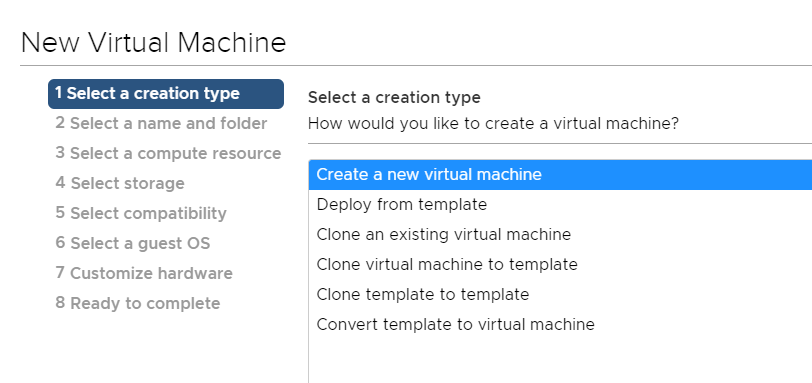 New Virtual Machine
1 Select a creation type
2 Select a name and folder
3 Select a compute resource
4 Select storage
5 Select compatibility
6 Select a guest OS
7 Customize hardware
8 Ready to complete
Select a creation type
How would you like to create a virtual machine?
Create a new virtual machine
Deploy from template
Clone an existing virtual machine
Clone virtual machine to template
Clone template to template
Convert template to virtual machine